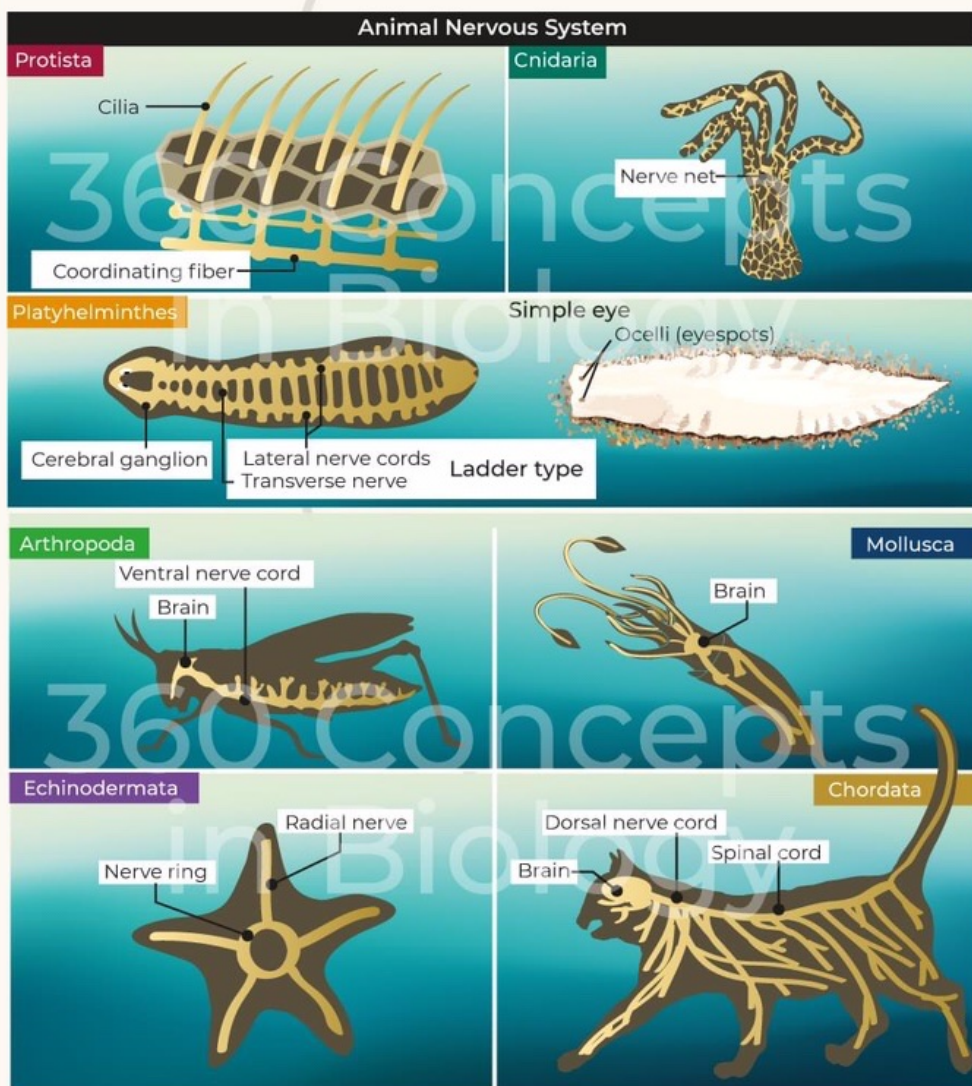 Animal Nervous System
Protista
Cilia
Coordinating fiber
Cnidaria
Nerve net
360 Concepts
in Biology
Platyhelminthes
Cerebral ganglion
Lateral nerve cords
Transverse nerve
Ladder type
Simple eye
Ocelli (eyespots)
Arthropoda
Ventral nerve cord
Brain
Mollusca
Brain
360 Concepts
in Biology
Echinodermata
Radial nerve
Nerve ring
Chordata
Dorsal nerve cord
Spinal cord
Brain